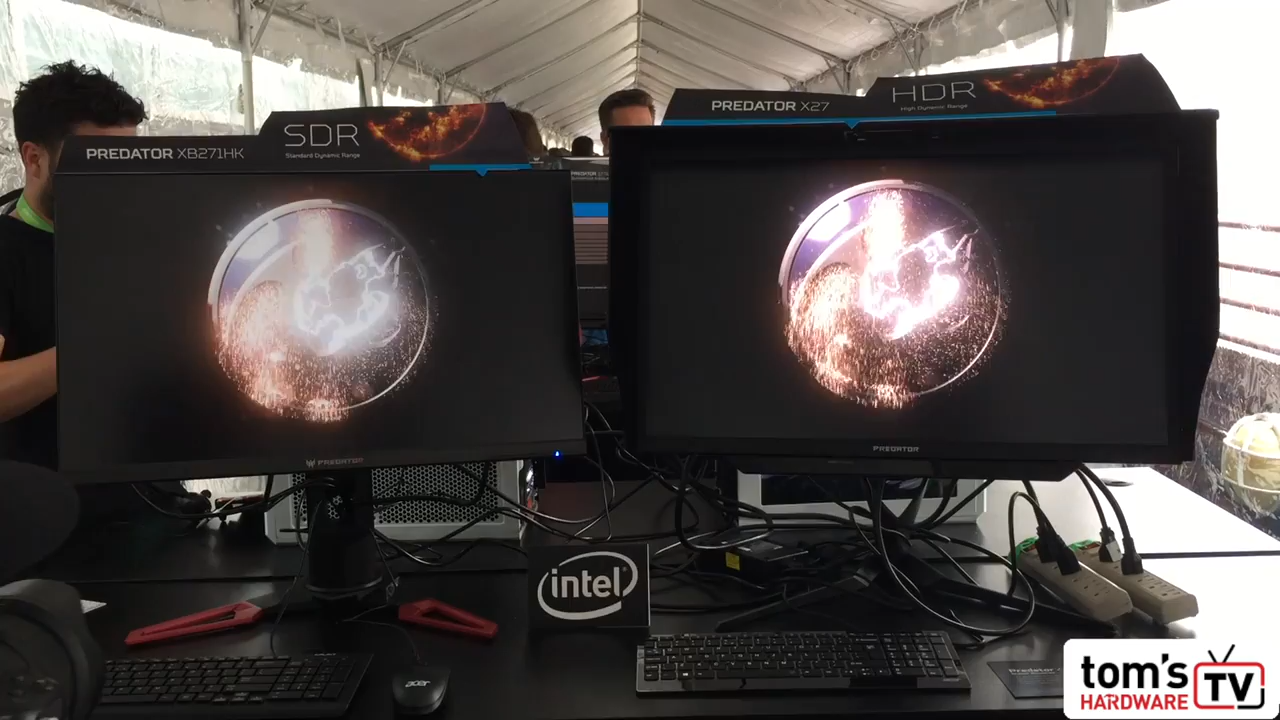 PREDATOR XB271HK
SDR
Standard Dynamic Range
PREDATOR X27
HDR
High Dynamic Range
PREDATOR
PREDATOR
intel
acer
Predator
tom's
HARDWARE
TV